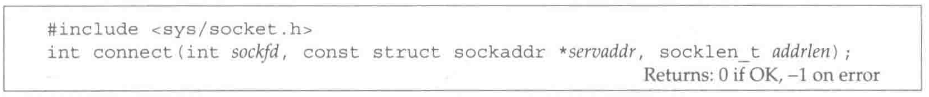 #include <sys/socket.h>
int connect(int sockfd, const struct sockaddr *servaddr, socklen_t addrlen);
Returns: 0 if OK, –1 on error